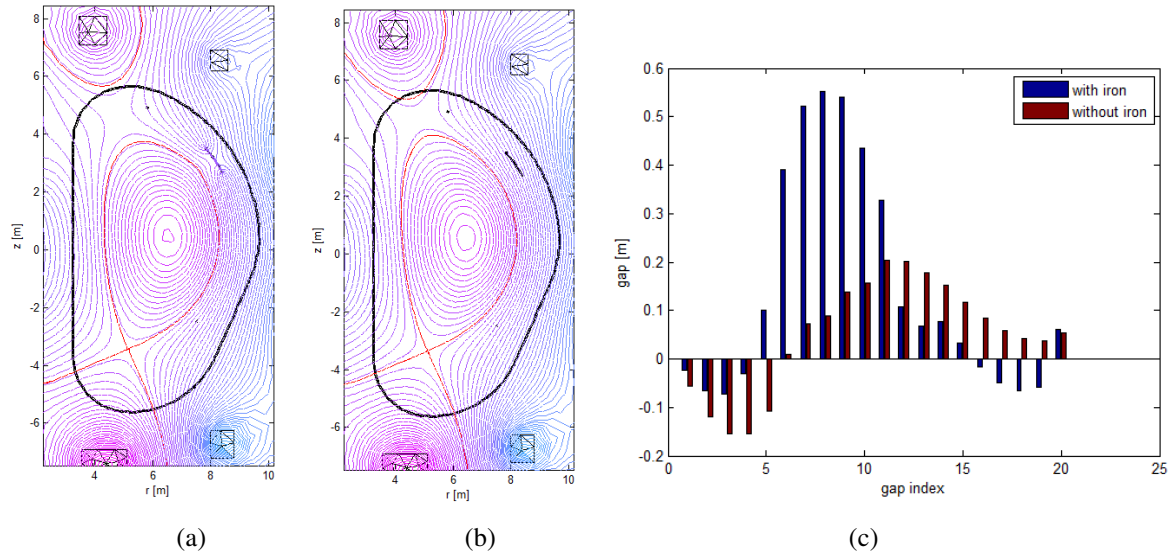 8
6
4
2
0
-2
-4
-6
z [m]
4 6 8 10
r [m]
(a)
8
6
4
2
0
-2
-4
-6
z [m]
4 6 8 10
r [m]
(b)
0.6
0.5
0.4
0.3
0.2
0.1
0
-0.1
-0.2
gap [m]
with iron
without iron
0 5 10 15 20 25
gap index
(c)